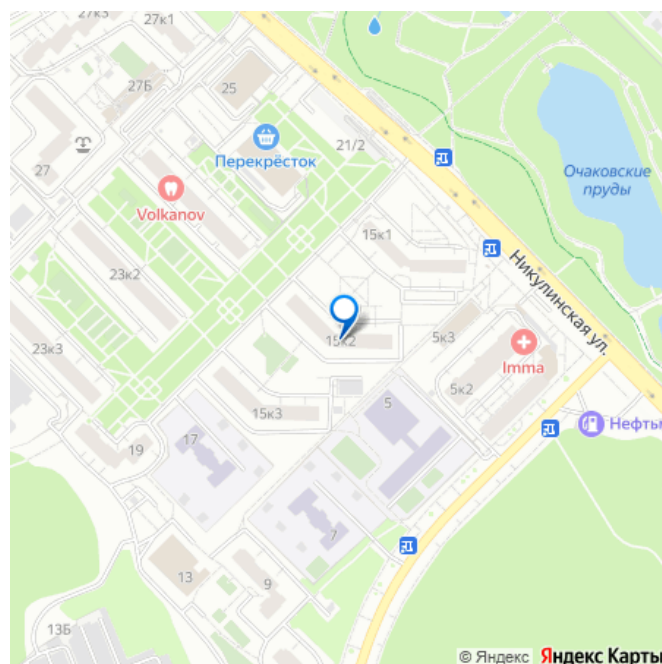 27к3
27к1
27Б
25
21/2
Перекрёсток
Очаковские
пруды
27
Volkanov
15к1
23к2
Никулинская ул.
15к2
5к3
23к3
Imma
5к2
15к3
5
17
Нефтьм
19
7
13
9
13Б
© Яндекс Яндекс Карты